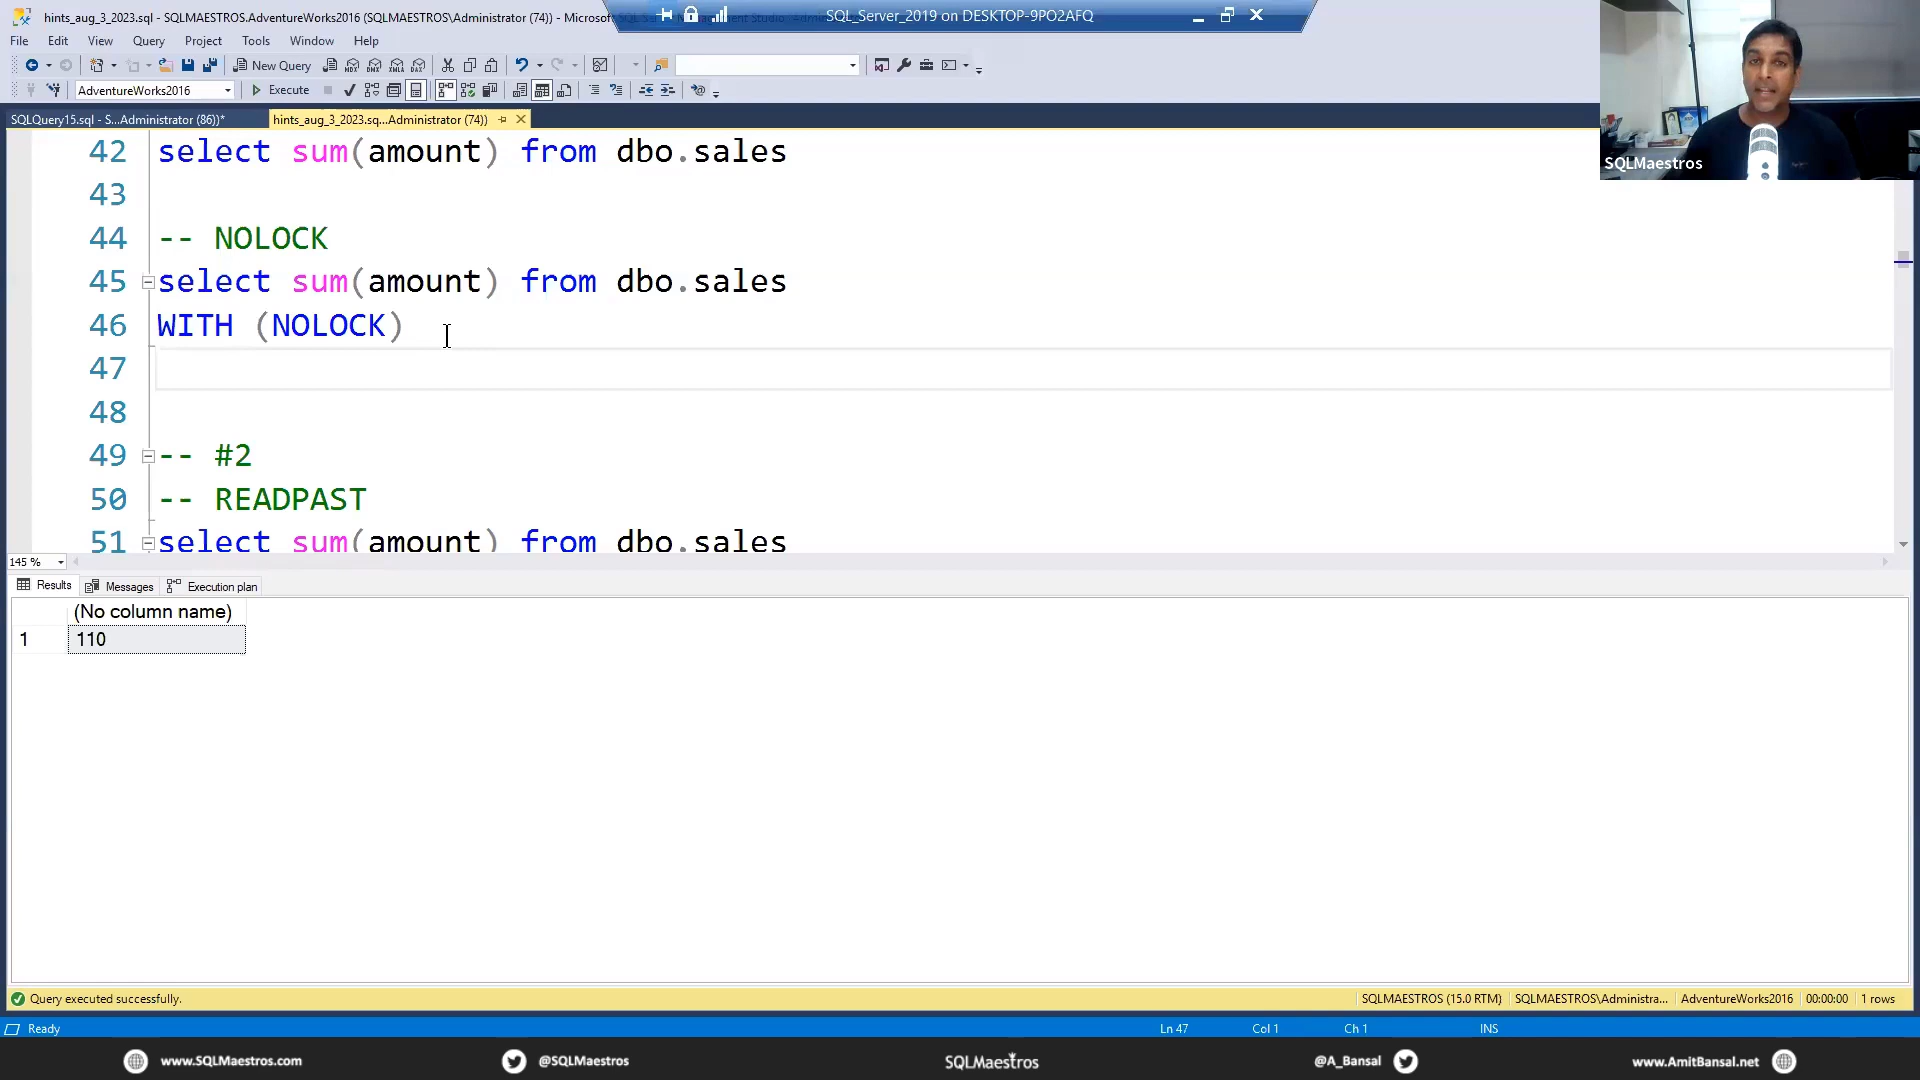 hints_aug_3_2023.sql - SQLMAESTROS.AdventureWorks2016 (SQLMAESTROS\Administrator (74)) - Microsoft
SQL_Server_2019 on DESKTOP-9PO2AFQ
File Edit View Query Project Tools Window Help
New Query
AdventureWorks2016 Execute
SQLQuery15.sql - S...Administrator (86))* hints_aug_3_2023.sq...Administrator (74))
SQLMaestros
42 select sum(amount) from dbo.sales
43
44 -- NOLOCK
45 select sum(amount) from dbo.sales
46 WITH (NOLOCK)
47
48
49 -- #2
50 -- READPAST
51 select sum(amount) from dbo.sales
145 %
Results Messages Execution plan
(No column name)
1 110
Query executed successfully. SQLMAESTROS (15.0 RTM) SQLMAESTROS\Administra... AdventureWorks2016 00:00:00 1 rows
Ready Ln 47 Col 1 Ch 1 INS
www.SQLMaestros.com @SQLMaestros SQLMaestros @A_Bansal www.AmitBansal.net